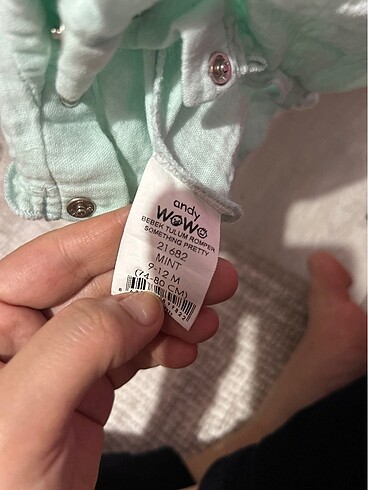 andy
WOWO
BEBEK TULUM ROMPER
SOMETHING PRETTY
21682
MINT
9-12 M
(74-80 CM)